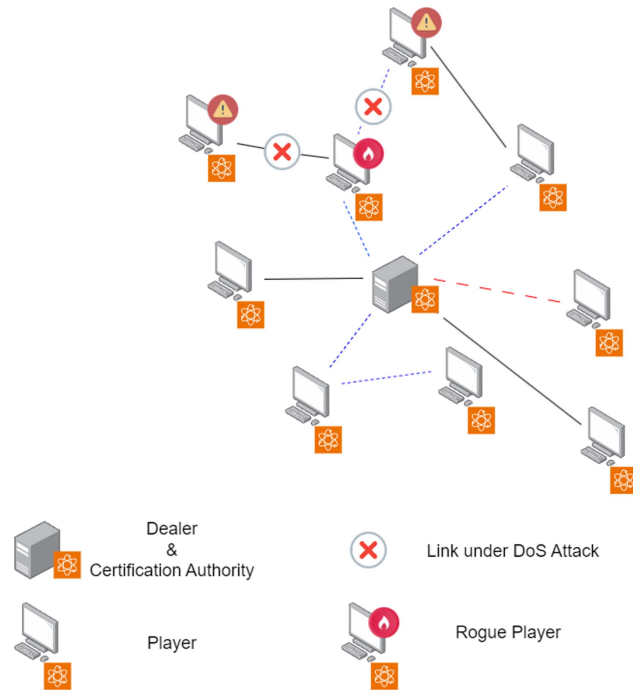 Dealer
&
Certification Authority
Link under DoS Attack
Player
Rogue Player